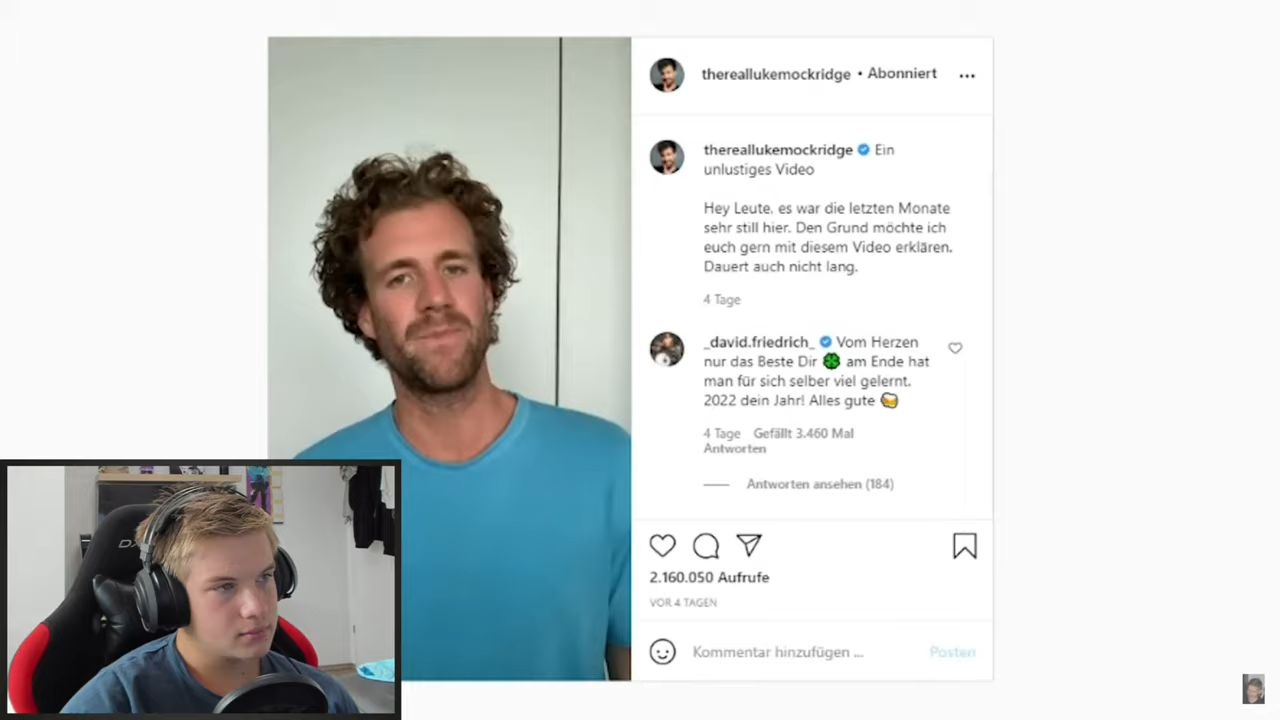 thereallukemockridge • Abonniert
thereallukemockridge Ein
unlustiges Video
Hey Leute, es war die letzten Monate
sehr still hier. Den Grund möchte ich
euch gern mit diesem Video erklären.
Dauert auch nicht lang.
4 Tage
_david.friedrich_ Vom Herzen
nur das Beste Dir 🍀 am Ende hat
man für sich selber viel gelernt.
2022 dein Jahr! Alles gute 🍻
4 Tage Gefällt 3.460 Mal
Antworten
Antworten ansehen (184)
2.160.050 Aufrufe
VOR 4 TAGEN
Kommentar hinzufügen ...
Posten